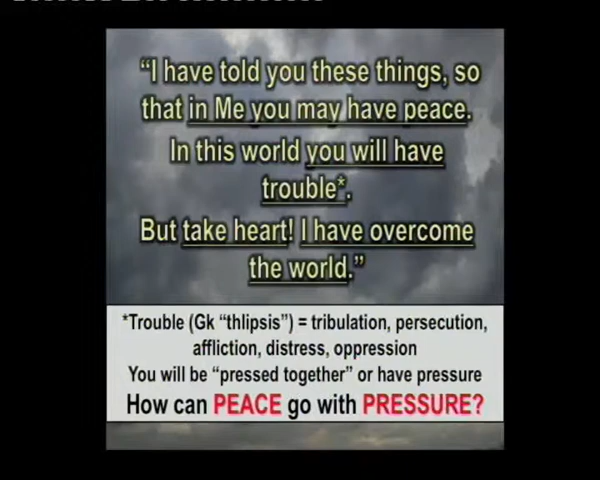 “I have told you these things, so
that in Me you may have peace.
In this world you will have
trouble*.
But take heart! I have overcome
the world.”
*Trouble (Gk “thlipsis”) = tribulation, persecution,
affliction, distress, oppression
You will be “pressed together” or have pressure
How can PEACE go with PRESSURE?